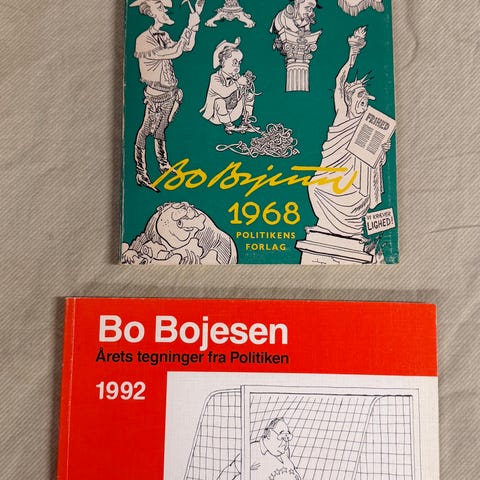 FRIHED
Bo Bojesen
1968
POLITIKENS
FORLAG
VI KRÆVER
LIGHED!
Bo Bojesen
Årets tegninger fra Politiken
1992